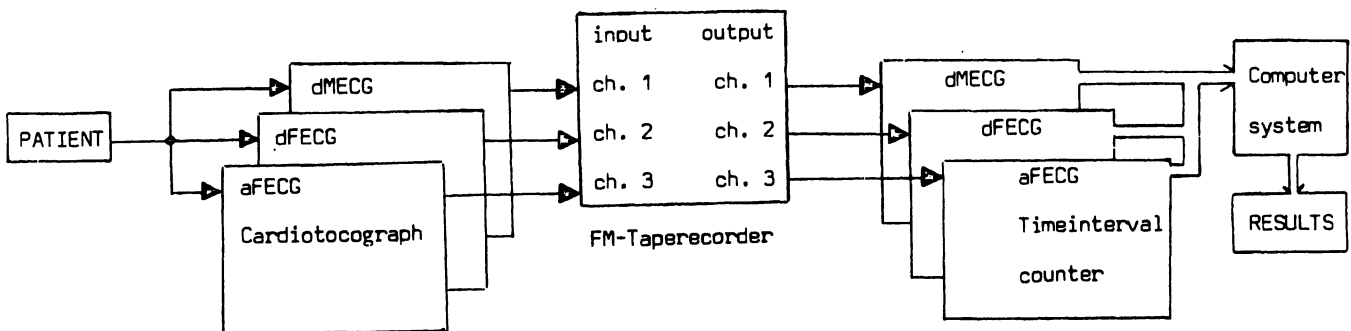 PATIENT
dMECG
dFECG
aFECG
Cardiotocograph
input output
ch. 1 ch. 1
ch. 2 ch. 2
ch. 3 ch. 3
FM-Taperecorder
dMECG
dFECG
aFECG
Timeinterval
counter
Computer
system
RESULTS